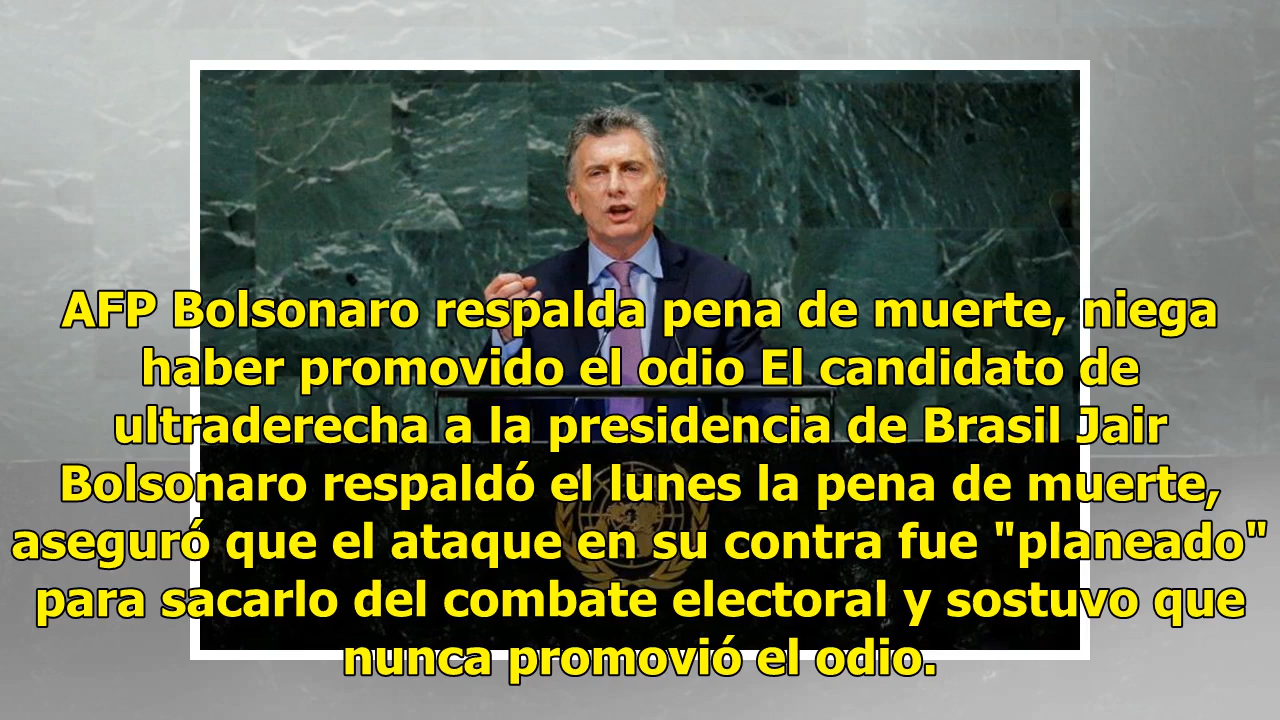 AFP Bolsonaro respalda pena de muerte, niega
haber promovido el odio El candidato de
ultraderecha a la presidencia de Brasil Jair
Bolsonaro respaldó el lunes la pena de muerte,
aseguró que el ataque en su contra fue "planeado"
para sacarlo del combate electoral y sostuvo que
nunca promovió el odio.